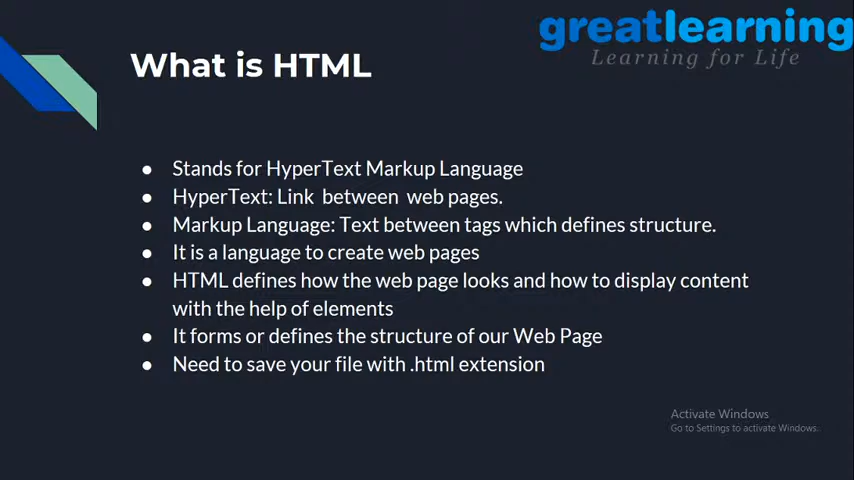 greatlearning
Learning for Life
What is HTML
● Stands for HyperText Markup Language
● HyperText: Link between web pages.
● Markup Language: Text between tags which defines structure.
● It is a language to create web pages
● HTML defines how the web page looks and how to display content
with the help of elements
● It forms or defines the structure of our Web Page
● Need to save your file with .html extension
Activate Windows
Go to Settings to activate Windows.